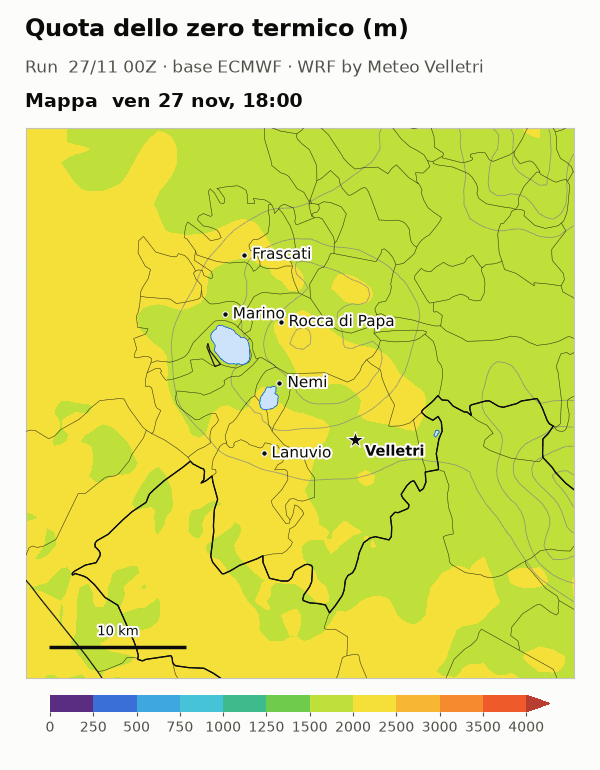 Quota dello zero termico (m)
Run  27/11 00Z · base ECMWF · WRF by Meteo Velletri
Mappa  ven 27 nov, 18:00
Frascati
Marino
Rocca di Papa
Nemi
Velletri
Lanuvio
10 km
0 250 500 750 1000 1250 1500 2000 2500 3000 3500 4000